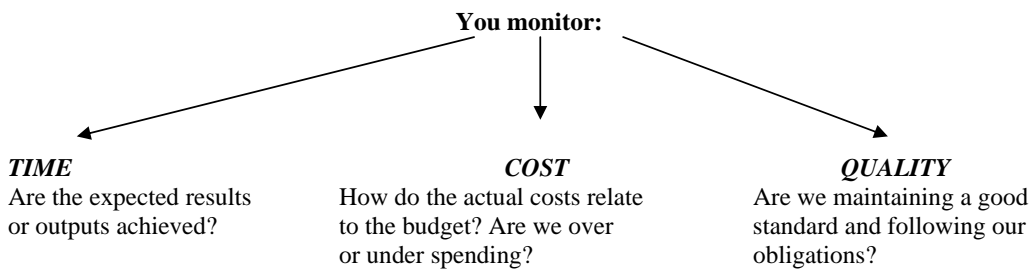 You monitor:
TIME
Are the expected results
or outputs achieved?
COST
How do the actual costs relate
to the budget? Are we over
or under spending?
QUALITY
Are we maintaining a good
standard and following our
obligations?